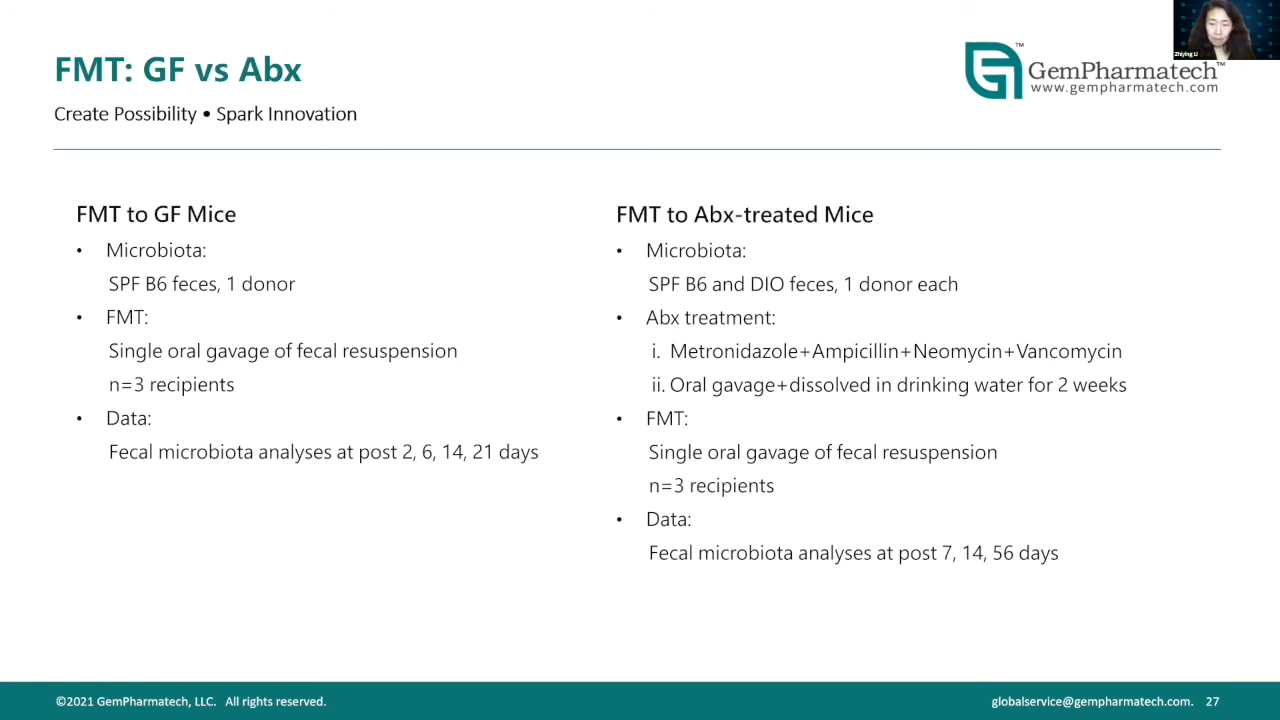 FMT: GF vs Abx
Create Possibility • Spark Innovation
GemPharmatech™
www.gempharmatech.com
Zhiying Li
FMT to GF Mice
• Microbiota:
SPF B6 feces, 1 donor
• FMT:
Single oral gavage of fecal resuspension
n=3 recipients
• Data:
Fecal microbiota analyses at post 2, 6, 14, 21 days
FMT to Abx-treated Mice
• Microbiota:
SPF B6 and DIO feces, 1 donor each
• Abx treatment:
i. Metronidazole+Ampicillin+Neomycin+Vancomycin
ii. Oral gavage+dissolved in drinking water for 2 weeks
• FMT:
Single oral gavage of fecal resuspension
n=3 recipients
• Data:
Fecal microbiota analyses at post 7, 14, 56 days
©2021 GemPharmatech, LLC. All rights reserved.
globalservice@gempharmatech.com. 27